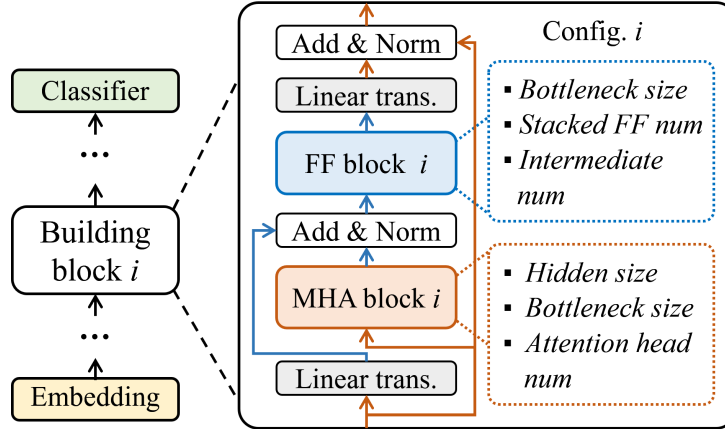 Classifier
...
Building
block i
...
Embedding
Add & Norm
Linear trans.
FF block i
Add & Norm
MHA block i
Linear trans.
Config. i
▪ Bottleneck size
▪ Stacked FF num
▪ Intermediate
num
▪ Hidden size
▪ Bottleneck size
▪ Attention head
num